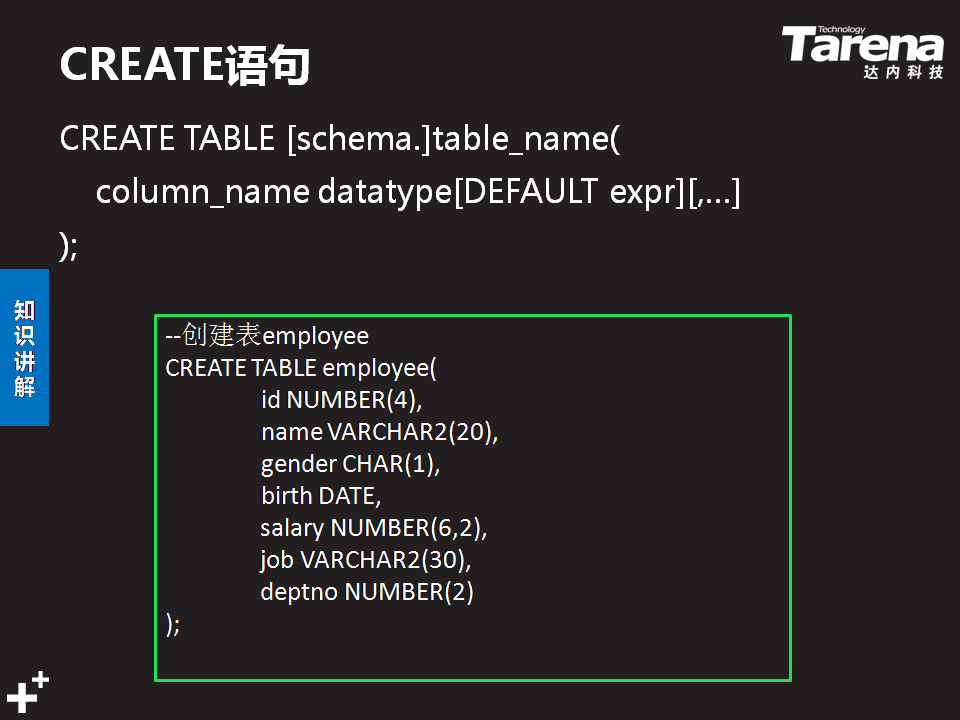 CREATE语句
Technology
Tarena
达内科技
CREATE TABLE [schema.]table_name(
column_name datatype[DEFAULT expr][,…]
);
知识讲解
--创建表employee
CREATE TABLE employee(
id NUMBER(4),
name VARCHAR2(20),
gender CHAR(1),
birth DATE,
salary NUMBER(6,2),
job VARCHAR2(30),
deptno NUMBER(2)
);